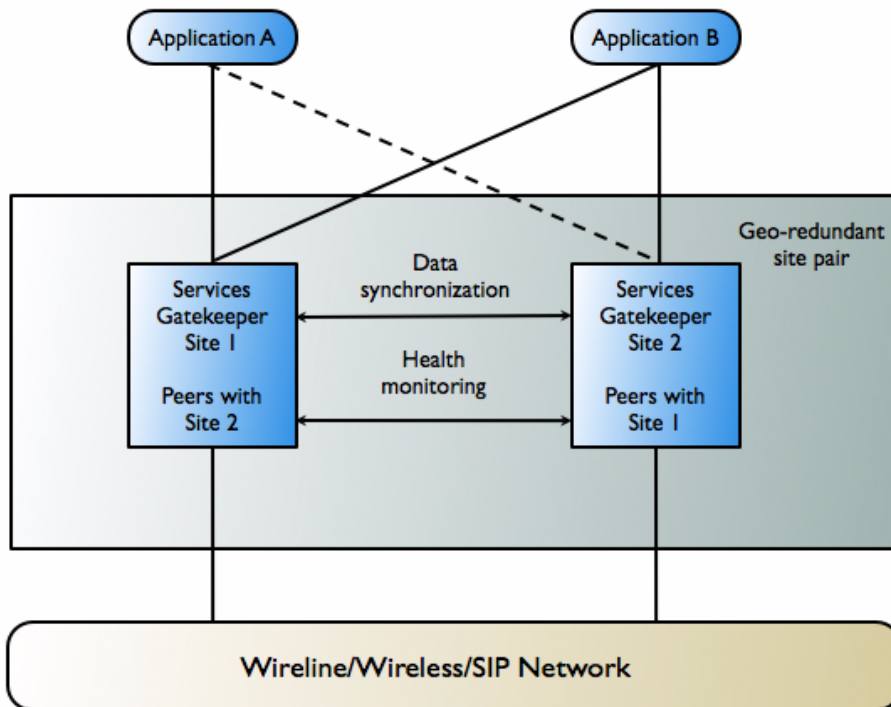 Application A
Application B
Geo-redundant
site pair
Data
synchronization
Services
Gatekeeper
Site 1
Peers with
Site 2
Health
monitoring
Services
Gatekeeper
Site 2
Peers with
Site 1
Wireline/Wireless/SIP Network